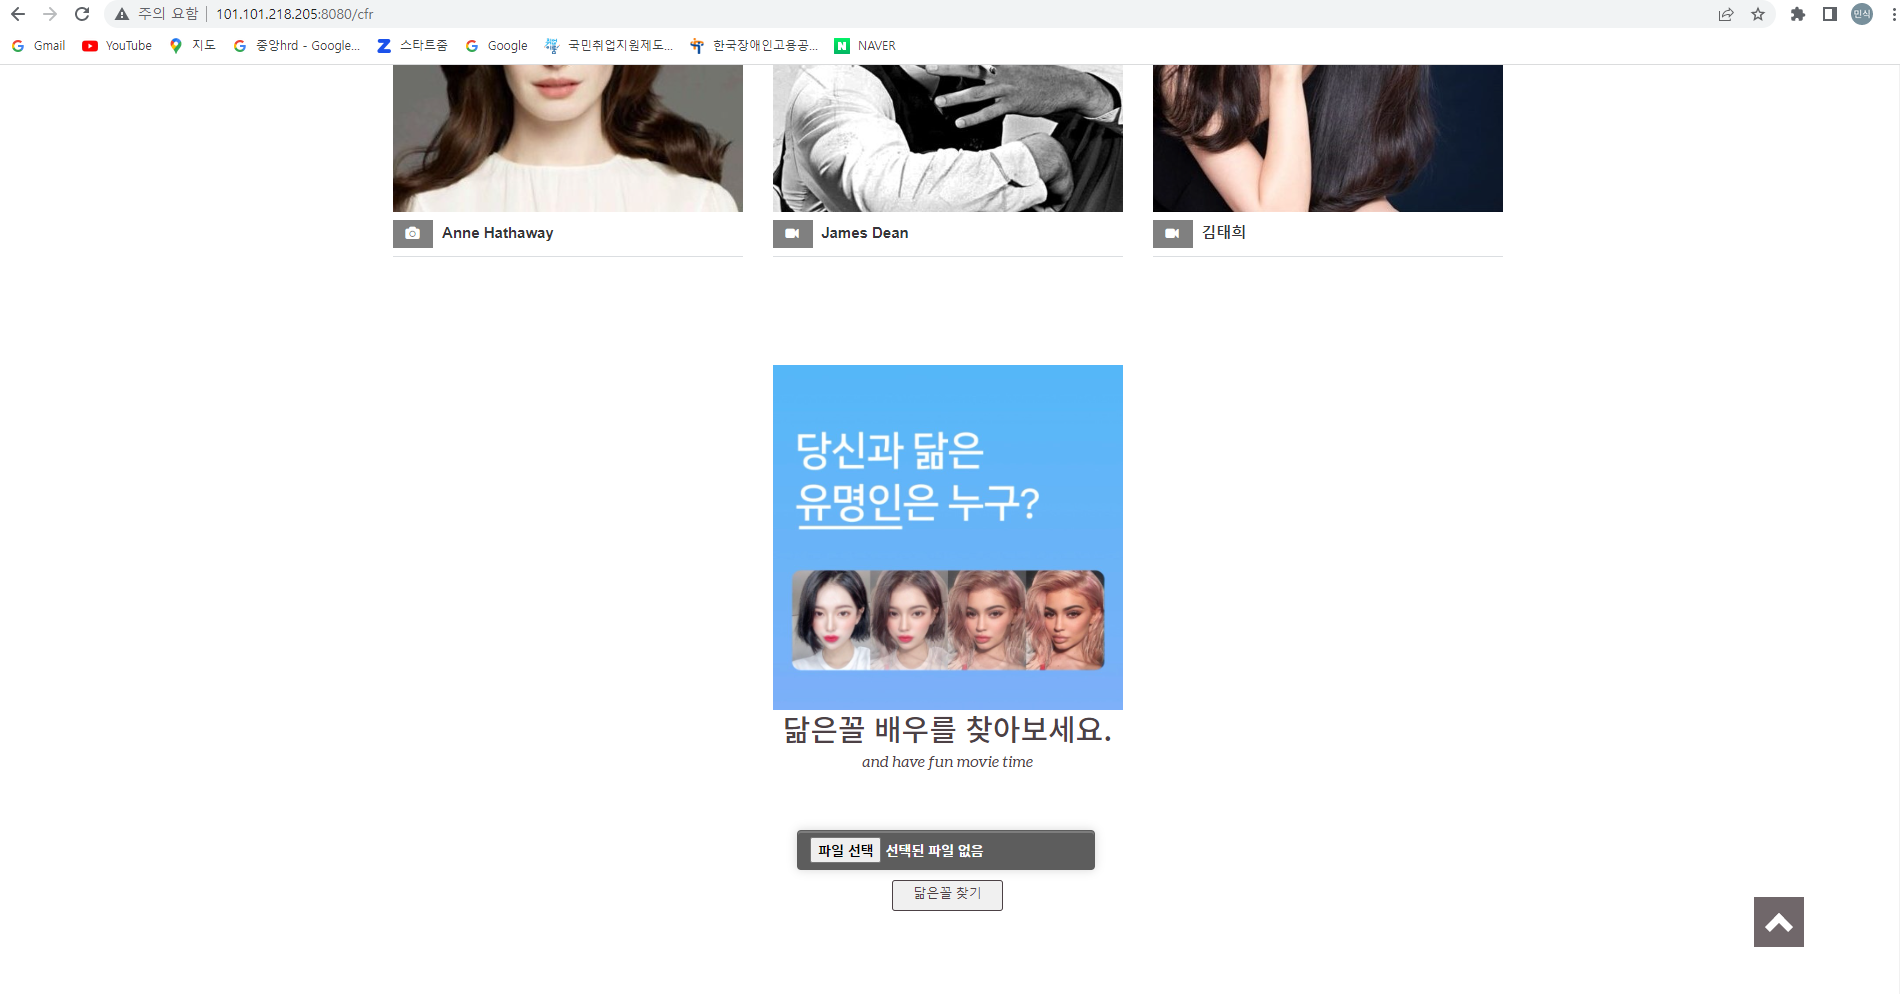 주의 요함 | 101.101.218.205:8080/cfr
민식
Gmail YouTube 지도 중앙hrd - Google... 스타트줌 Google 국민취업지원제도... 한국장애인고용공... NAVER
Anne Hathaway James Dean 김태희
당신과 닮은
유명인은 누구?
닮은꼴 배우를 찾아보세요.
and have fun movie time
파일 선택 선택된 파일 없음
닮은꼴 찾기